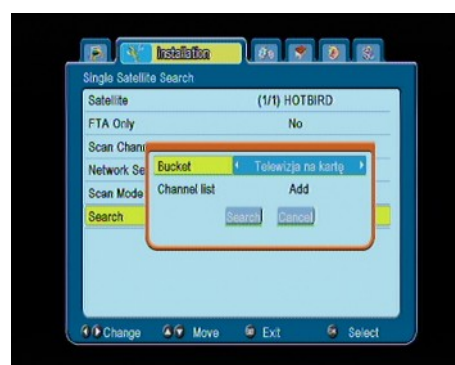 Installation
Single Satellite Search
Satellite (1/1) HOTBIRD
FTA Only No
Scan Chann
Network Se
Bucket Telewizja na kartę
Scan Mode
Channel list Add
Search
Search Cancel
Change Move Exit Select